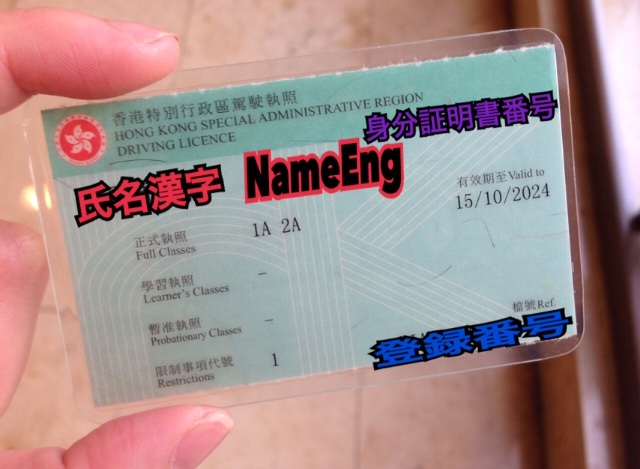 香港特別行政區駕駛執照
HONG KONG SPECIAL ADMINISTRATIVE REGION
DRIVING LICENCE
身分証明書番号
氏名漢字 NameEng
有效期至 Valid to
15/10/2024
正式執照
Full Classes
1A 2A
學習執照
Learner's Classes
–
暫准執照
Probationary Classes
–
限制事項代號
Restrictions
1
檔號 Ref.
登録番号